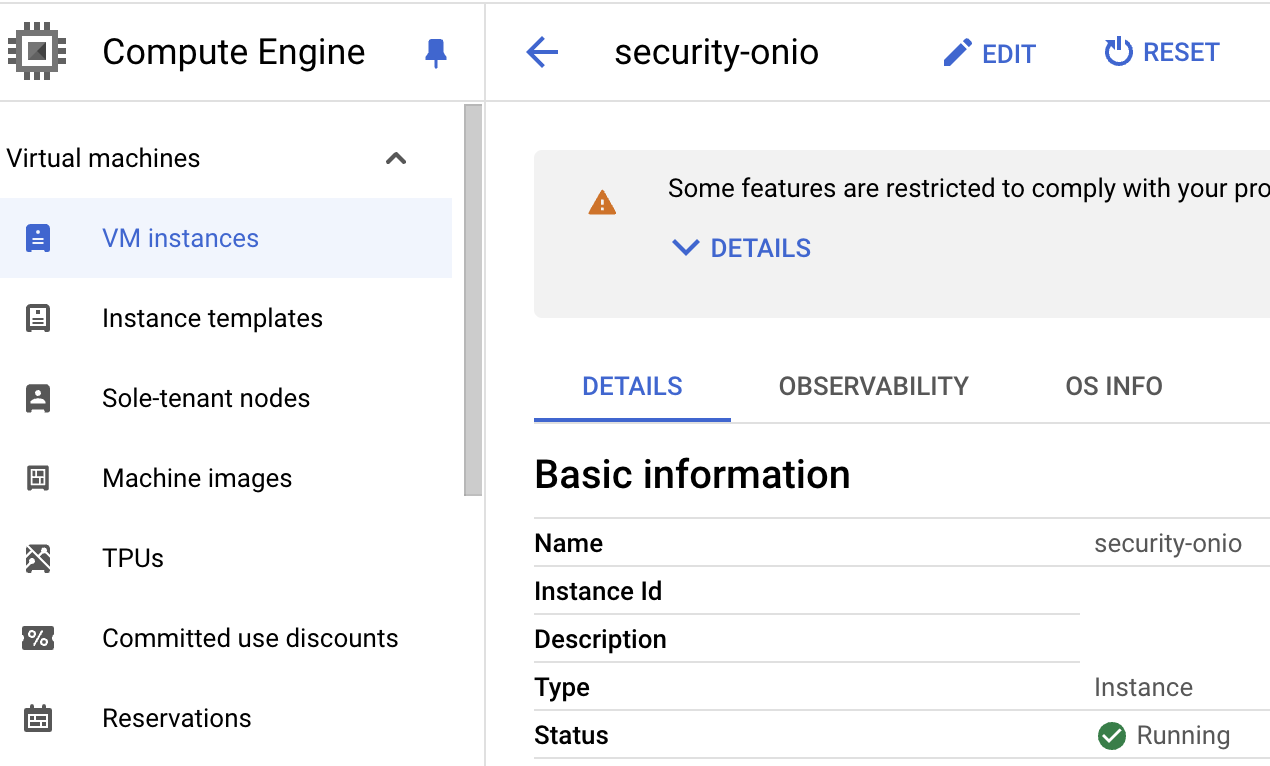 Compute Engine
security-onio
EDIT
RESET
Virtual machines
VM instances
Instance templates
Sole-tenant nodes
Machine images
TPUs
Committed use discounts
Reservations
Some features are restricted to comply with your pro
DETAILS
DETAILS
OBSERVABILITY
OS INFO
Basic information
Name security-onio
Instance Id
Description
Type Instance
Status Running